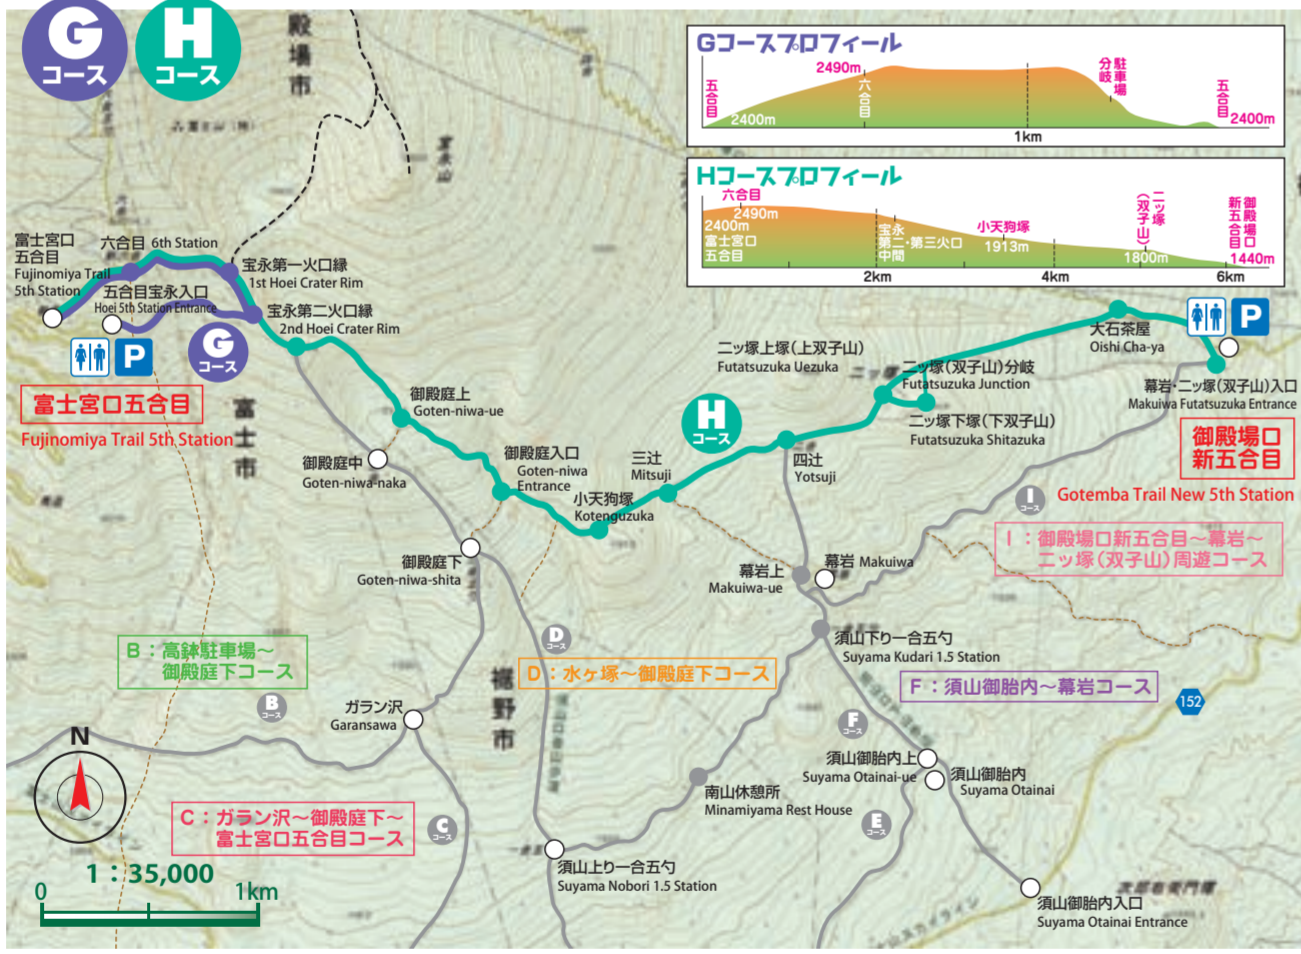 G
コース
H
コース
殿場市
Gコースプロフィール
2490m
五合目
六合目
駐車場
分岐
五合目
2400m
2400m
1km
Hコースプロフィール
六合目
2490m
2400m
富士宮口
五合目
宝永
第二・第三火口
中間
小天狗塚
1913m
二ッ塚
(双子山)
1800m
御殿場口
新五合目
1440m
2km
4km
6km
富士宮口
五合目
Fujinomiya Trail
5th Station
六合目 6th Station
宝永第一火口縁
1st Hoei Crater Rim
五合目宝永入口
Hoei 5th Station Entrance
宝永第二火口縁
2nd Hoei Crater Rim
G
コース
P
富士宮口五合目
Fujinomiya Trail 5th Station
富士市
御殿庭上
Goten-niwa-ue
御殿庭中
Goten-niwa-naka
御殿庭入口
Goten-niwa
Entrance
御殿庭下
Goten-niwa-shita
小天狗塚
Kotenguzuka
三辻
Mitsuji
H
コース
四辻
Yotsuji
二ッ塚上塚(上双子山)
Futatsuzuka Uezuka
二ッ塚(双子山)分岐
Futatsuzuka Junction
二ッ塚下塚(下双子山)
Futatsuzuka Shitazuka
大石茶屋
Oishi Cha-ya
P
幕岩・二ッ塚(双子山)入口
Makuiwa Futatsuzuka Entrance
御殿場口
新五合目
Gotemba Trail New 5th Station
I
コース
I:御殿場口新五合目〜幕岩〜
二ッ塚(双子山)周遊コース
幕岩上
Makuiwa-ue
幕岩 Makuiwa
須山下り一合五勺
Suyama Kudari 1.5 Station
D
コース
B:高鉢駐車場〜
御殿庭下コース
D:水ヶ塚〜御殿庭下コース
F:須山御胎内〜幕岩コース
裾野市
152
B
コース
ガラン沢
Garansawa
F
コース
須山御胎内上
Suyama Otainai-ue
須山御胎内
Suyama Otainai
南山休憩所
Minamiyama Rest House
N
C:ガラン沢〜御殿庭下〜
富士宮口五合目コース
C
コース
E
コース
須山上り一合五勺
Suyama Nobori 1.5 Station
須山御胎内入口
Suyama Otainai Entrance
1:35,000
0
1km